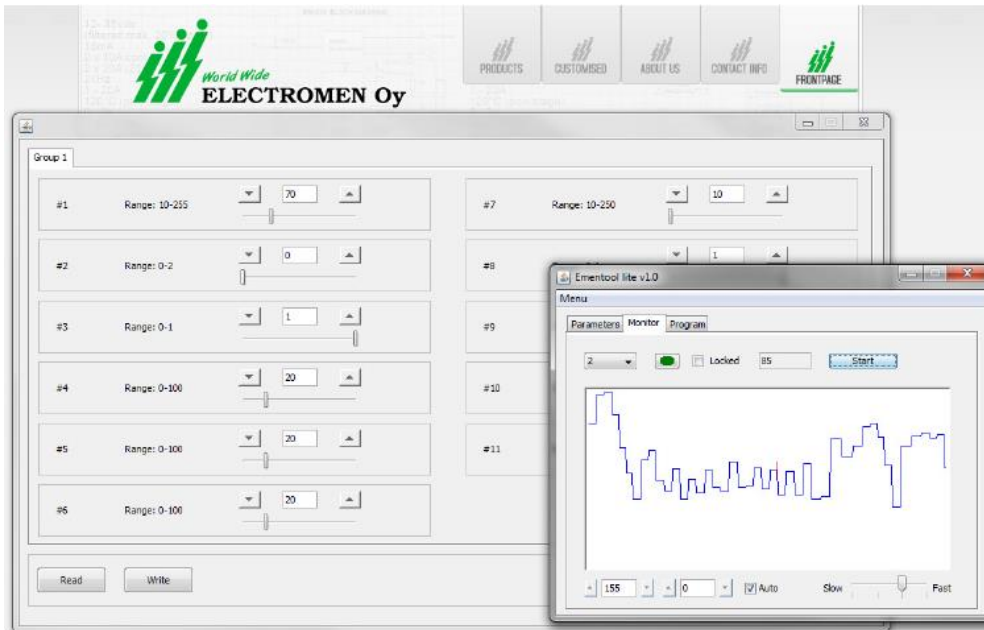 PRODUCTS
CUSTOMISED
ABOUT US
CONTACT INFO
FRONTPAGE
World Wide
ELECTROMEN Oy
Group 1
#1 Range: 10-255 70
#7 Range: 10-250 10
#2 Range: 0-2 0
#8 1
#3 Range: 0-1 1
#9
#4 Range: 0-100 20
#10
#5 Range: 0-100 20
#11
#6 Range: 0-100 20
Read Write
Ementool lite v1.0
Menu
Parameters Monitor Program
2 Locked 85 Start
155 0 Auto Slow Fast